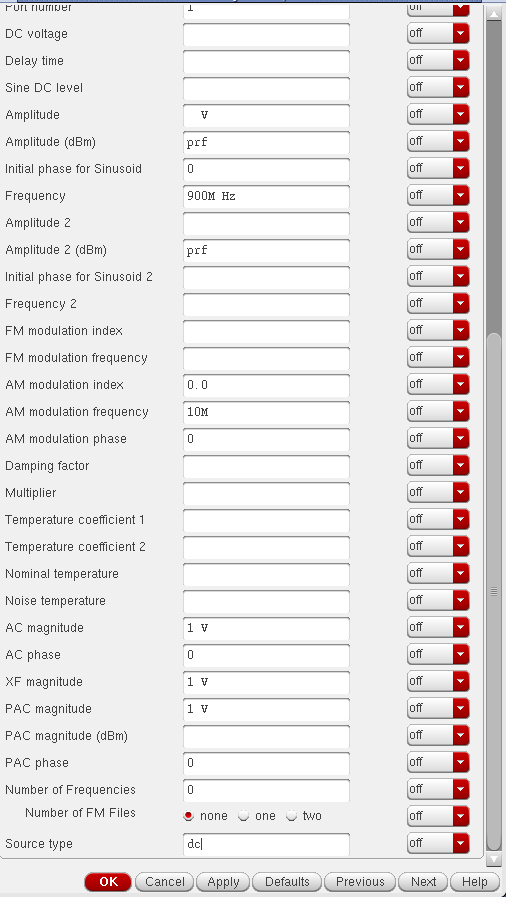 Port number 1 off
DC voltage off
Delay time off
Sine DC level off
Amplitude V off
Amplitude (dBm) prf off
Initial phase for Sinusoid 0 off
Frequency 900M Hz off
Amplitude 2 off
Amplitude 2 (dBm) prf off
Initial phase for Sinusoid 2 off
Frequency 2 off
FM modulation index off
FM modulation frequency off
AM modulation index 0.0 off
AM modulation frequency 10M off
AM modulation phase 0 off
Damping factor off
Multiplier off
Temperature coefficient 1 off
Temperature coefficient 2 off
Nominal temperature off
Noise temperature off
AC magnitude 1 V off
AC phase 0 off
XF magnitude 1 V off
PAC magnitude 1 V off
PAC magnitude (dBm) off
PAC phase 0 off
Number of Frequencies 0 off
Number of FM Files none one two off
Source type dc off
OK Cancel Apply Defaults Previous Next Help